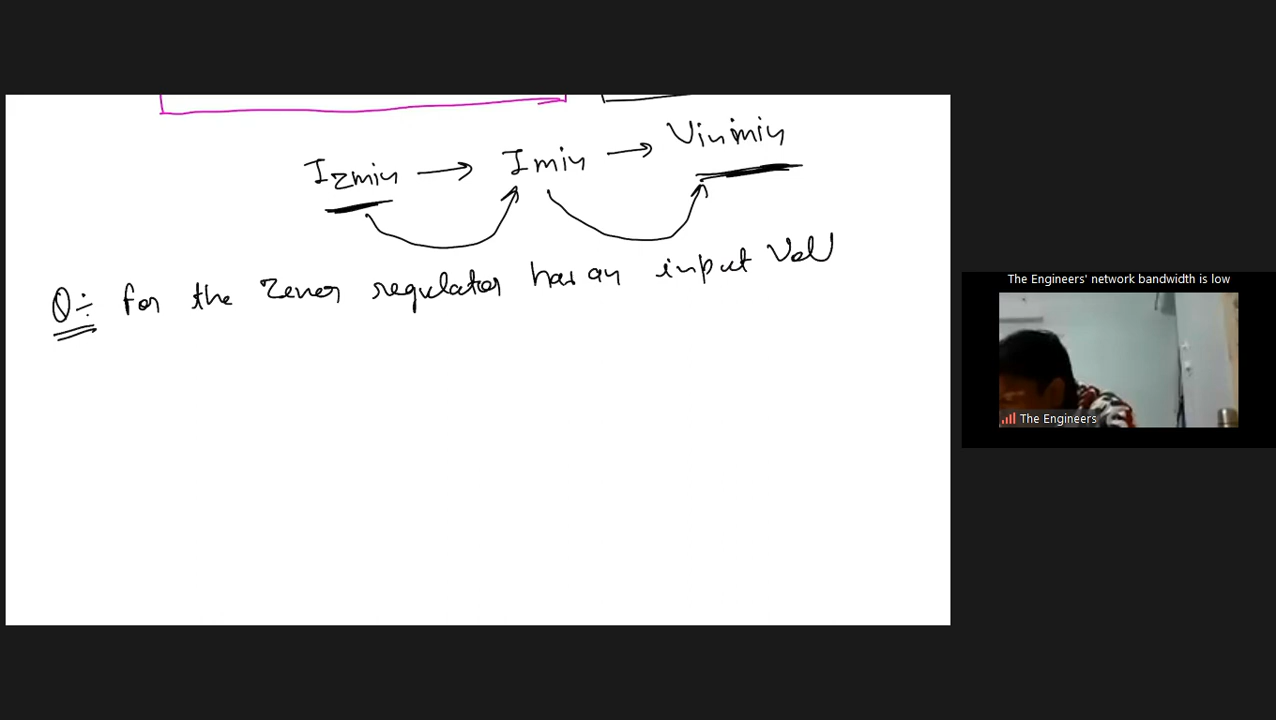 Izmin → Imin → Vinmin
The Engineers' network bandwidth is low
Q:- for the zener regulator has an input Vol
The Engineers